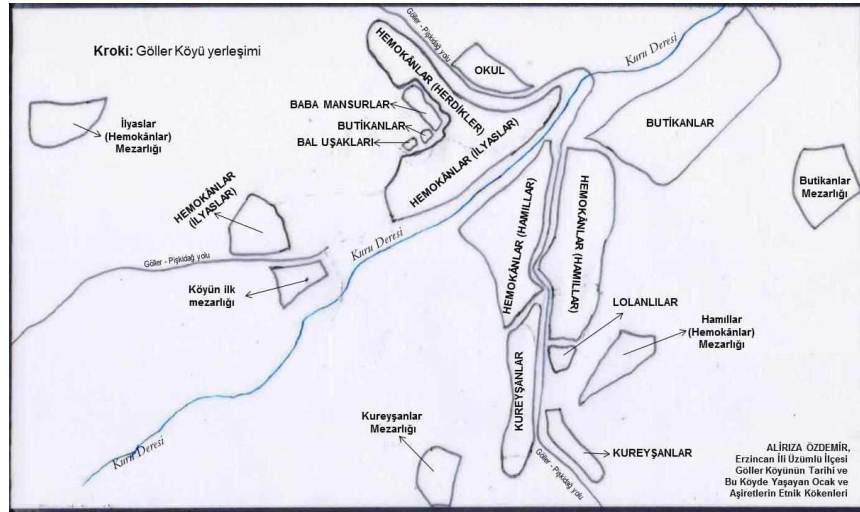 Kroki: Göller Köyü yerleşimi
Göller - Pişkidağ yolu
OKUL
Kuru Deresi
HEMOKÂNLAR (HERDİKLER)
BABA MANSURLAR
BUTİKANLAR
BAL UŞAKLARI
HEMOKÂNLAR (İLYASLAR)
BUTİKANLAR
İlyaslar
(Hemokânlar)
Mezarlığı
Butikanlar
Mezarlığı
HEMOKÂNLAR
(İLYASLAR)
HEMOKÂNLAR (HAMILLAR)
HEMOKÂNLAR (HAMILLAR)
Kuru Deresi
Göller - Pişkidağ yolu
Köyün ilk
mezarlığı
LOLANLILAR
Hamıllar
(Hemokânlar)
Mezarlığı
KUREYŞANLAR
Kureyşanlar
Mezarlığı
KUREYŞANLAR
Kuru Deresi
Göller - Pişkidağ yolu
ALİRIZA ÖZDEMİR,
Erzincan İli Üzümlü İlçesi
Göller Köyünün Tarihi ve
Bu Köyde Yaşayan Ocak ve
Aşiretlerin Etnik Kökenleri